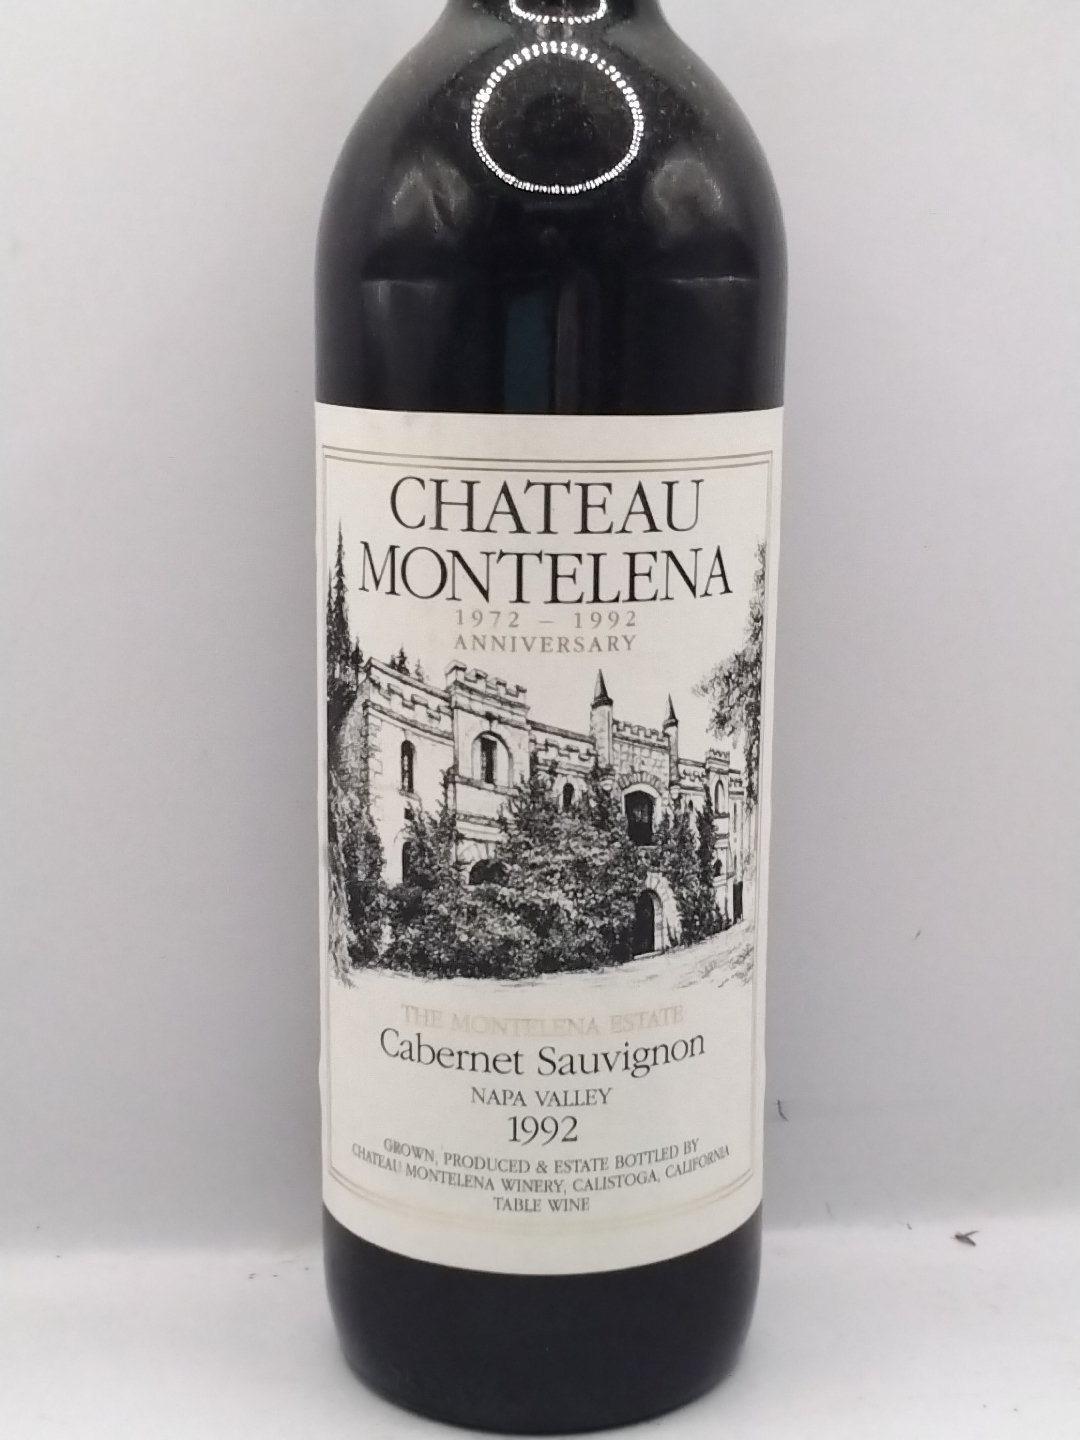 CHATEAU
MONTELENA
1972 – 1992
ANNIVERSARY
THE MONTELENA ESTATE
Cabernet Sauvignon
NAPA VALLEY
1992
GROWN, PRODUCED & ESTATE BOTTLED BY
CHATEAU MONTELENA WINERY, CALISTOGA, CALIFORNIA
TABLE WINE